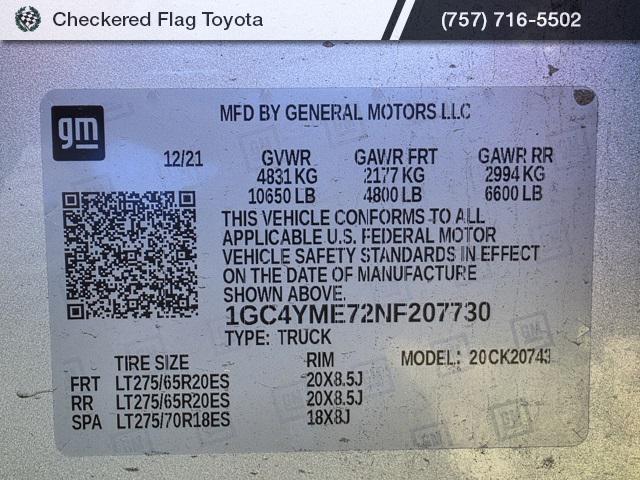 Checkered Flag Toyota
(757) 716-5502
gm
MFD BY GENERAL MOTORS LLC
12/21 GVWR GAWR FRT GAWR RR
4831 KG 2177 KG 2994 KG
10650 LB 4800 LB 6600 LB
THIS VEHICLE CONFORMS TO ALL
APPLICABLE U.S. FEDERAL MOTOR
VEHICLE SAFETY STANDARDS IN EFFECT
ON THE DATE OF MANUFACTURE
SHOWN ABOVE.
1GC4YME72NF207730
TYPE: TRUCK
TIRE SIZE RIM MODEL: 20CK20743
FRT LT275/65R20ES 20X8.5J
RR LT275/65R20ES 20X8.5J
SPA LT275/70R18ES 18X8J